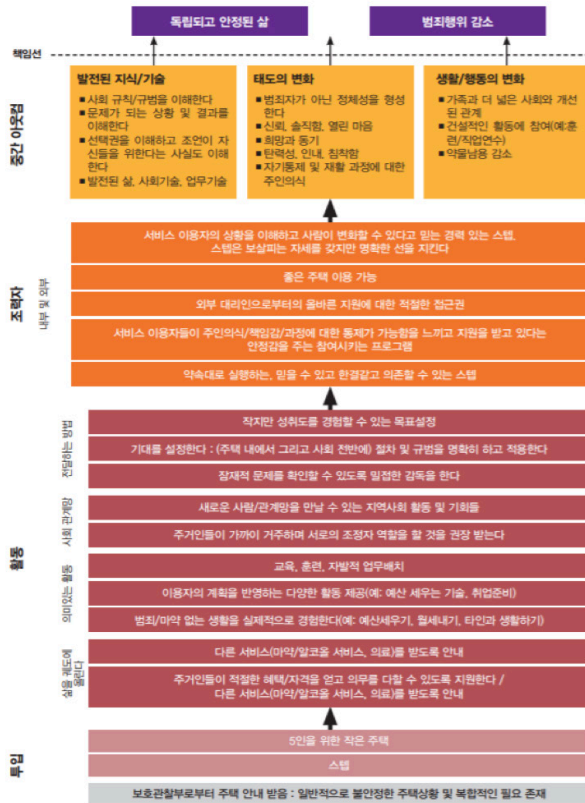 독립되고 안정된 삶
범죄행위 감소
책임선
중간 아웃컴
발전된 지식/기술
■ 사회 규칙/규범을 이해한다
■ 문제가 되는 상황 및 결과를
이해한다
■ 선택권을 이해하고 조언이 자
신들을 위한다는 사실도 이해
한다
■ 발전된 삶, 사회기술, 업무기술
태도의 변화
■ 범죄자가 아닌 정체성을 형성
한다
■ 신뢰, 솔직함, 열린 마음
■ 희망과 동기
■ 탄력성, 인내, 침착함
■ 자기통제 및 재활 과정에 대한
주인의식
생활/행동의 변화
■ 가족과 더 넓은 사회와 개선
된 관계
■ 건설적인 활동에 참여(예:훈
련/직업연수)
■ 약물남용 감소
조력자
내부 및 외부
서비스 이용자의 상황을 이해하고 사람이 변화할 수 있다고 믿는 경력 있는 스텝,
스텝은 보살피는 자세를 갖지만 명확한 선을 지킨다
좋은 주택 이용 가능
외부 대리인으로부터의 올바른 지원에 대한 적절한 접근권
서비스 이용자들이 주인의식/책임감/과정에 대한 통제가 가능함을 느끼고 지원을 받고 있다는
안정감을 주는 참여시키는 프로그램
약속대로 실행하는, 믿을 수 있고 한결같고 의존할 수 있는 스텝
활동
전달하는 방법
작지만 성취도를 경험할 수 있는 목표설정
기대를 설정한다 : (주택 내에서 그리고 사회 전반에) 절차 및 규범을 명확히 하고 적용한다
잠재적 문제를 확인할 수 있도록 밀접한 감독을 한다
사회 관계망
새로운 사람/관계망을 만날 수 있는 지역사회 활동 및 기회들
주거인들이 가까이 거주하며 서로의 조정자 역할을 할 것을 권장 받는다
의미있는 활동
교육, 훈련, 자발적 업무배치
이용자의 계획을 반영하는 다양한 활동 제공(예: 예산 세우는 기술, 취업준비)
범죄/마약 없는 생활을 실제적으로 경험한다(예: 예산세우기, 월세내기, 타인과 생활하기)
삶을 궤도에
올린다
다른 서비스(마약/알코올 서비스, 의료)를 받도록 안내
주거인들이 적절한 혜택/자격을 얻고 의무를 다할 수 있도록 지원한다 /
다른 서비스(마약/알코올 서비스, 의료)를 받도록 안내
투입
5인을 위한 작은 주택
스텝
보호관찰부로부터 주택 안내 받음 : 일반적으로 불안정한 주택상황 및 복합적인 필요 존재